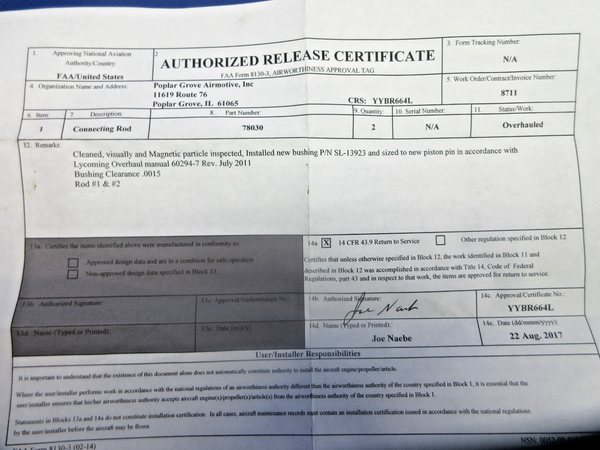 1. Approving National Aviation
Authority/Country:
FAA/United States
2
AUTHORIZED RELEASE CERTIFICATE
FAA Form 8130-3, AIRWORTHINESS APPROVAL TAG
3. Form Tracking Number:
N/A
4. Organization Name and Address:
Poplar Grove Airmotive, Inc
11619 Route 76
Poplar Grove, IL 61065
CRS: YYBR664L
5. Work Order/Contract/Invoice Number
8711
6. Item: 7. Description: 8. Part Number: 9. Quantity: 10. Serial Number: 11. Status/Work:
1 Connecting Rod 78030 2 N/A Overhauled
12. Remarks:
Cleaned, visually and Magnetic particle inspected, Installed new bushing P/N SL-13923 and sized to new piston pin in accordance with
Lycoming Overhaul manual 60294-7 Rev. July 2011
Bushing Clearance .0015
Rod #1 & #2
13a. Certifies the items identified above were manufactured in conformity to:
Approved design data and are in a condition for safe operation.
Non-approved design data specified in Block 13.
14a X 14 CFR 43.9 Return to Service Other regulation specified in Block 12
Certifies that unless otherwise specified in Block 12, the work identified in Block 11 and
described in Block 12 was accomplished in accordance with Title 14, Code of Federal
Regulations, part 43 and in respect to that work, the items are approved for return to service.
13b. Authorized Signature:
13c. Approval/Authorization No.:
14b. Authorized Signature:
Joe Naebe
14c. Approval/Certificate No.:
YYBR664L
13d. Name (Typed or Printed):
13e. Date (m/d/y):
14d. Name (Typed or Printed):
Joe Naebe
14e. Date (dd/mmm/yyyy):
22 Aug. 2017
User/Installer Responsibilities
It is important to understand that the existence of this document alone does not automatically constitute authority to install the aircraft engine/propeller/article.
Where the user/installer performs work in accordance with the national regulations of an airworthiness authority different than the airworthiness authority of the country specified in Block 1, it is essential that the
user/installer ensures that his/her airworthiness authority accepts aircraft engine(s)/propeller(s)/article(s) from the airworthiness authority of the country specified in Block 1.
Statements in Blocks 13a and 14a do not constitute installation certification. In all cases, aircraft maintenance records must contain an installation certification issued in accordance with the national regulations
by the user/installer before the aircraft may be flown.
FAA Form 8130-3 (02-14)